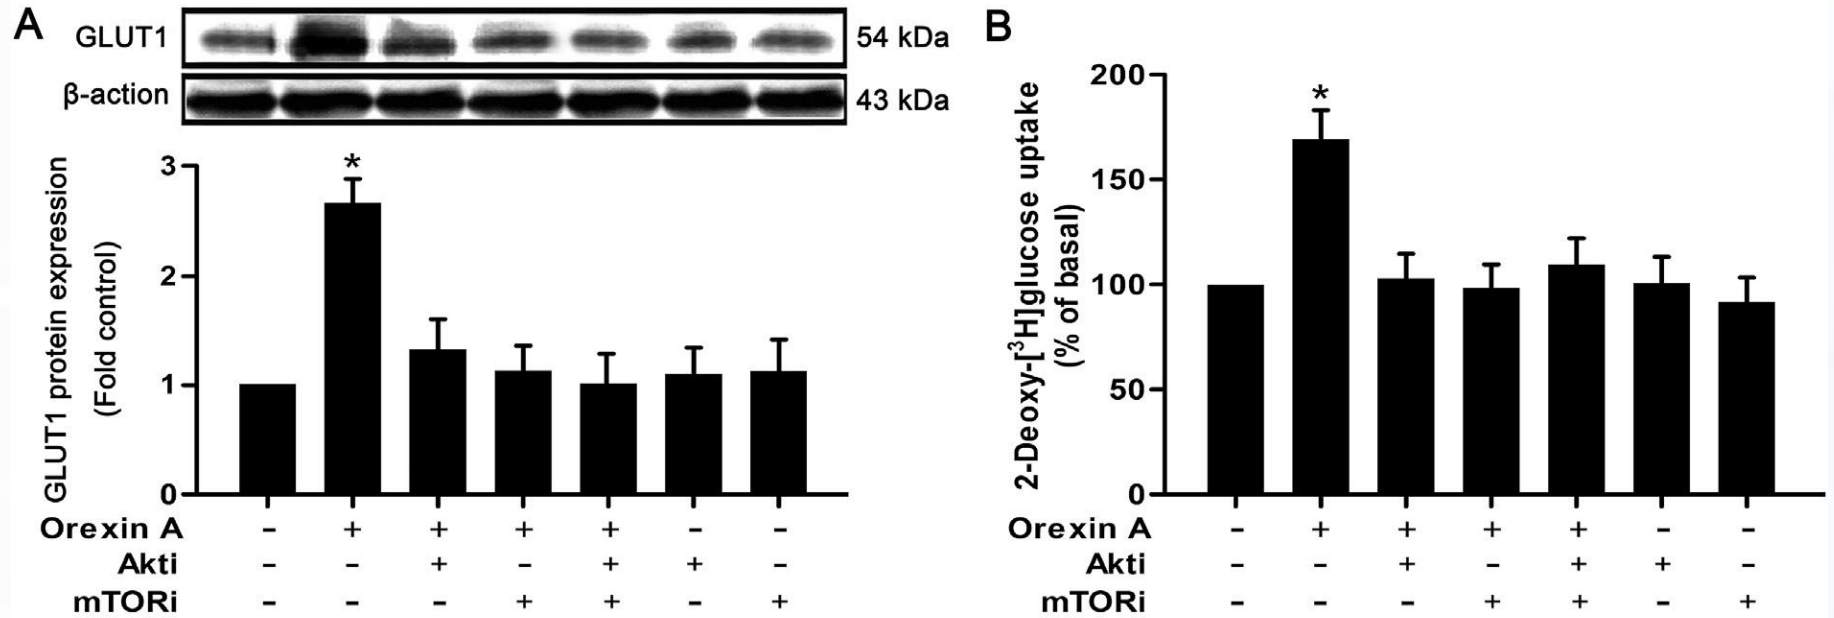 A
GLUT1 54 kDa
β-action 43 kDa
GLUT1 protein expression
(Fold control)
3
2
1
0
*
Orexin A - + + + + - -
Akti - - + - + + -
mTORi - - - + + - +
B
2-Deoxy-[³H]glucose uptake
(% of basal)
200
150
100
50
0
*
Orexin A - + + + + - -
Akti - - + - + + -
mTORi - - - + + - +